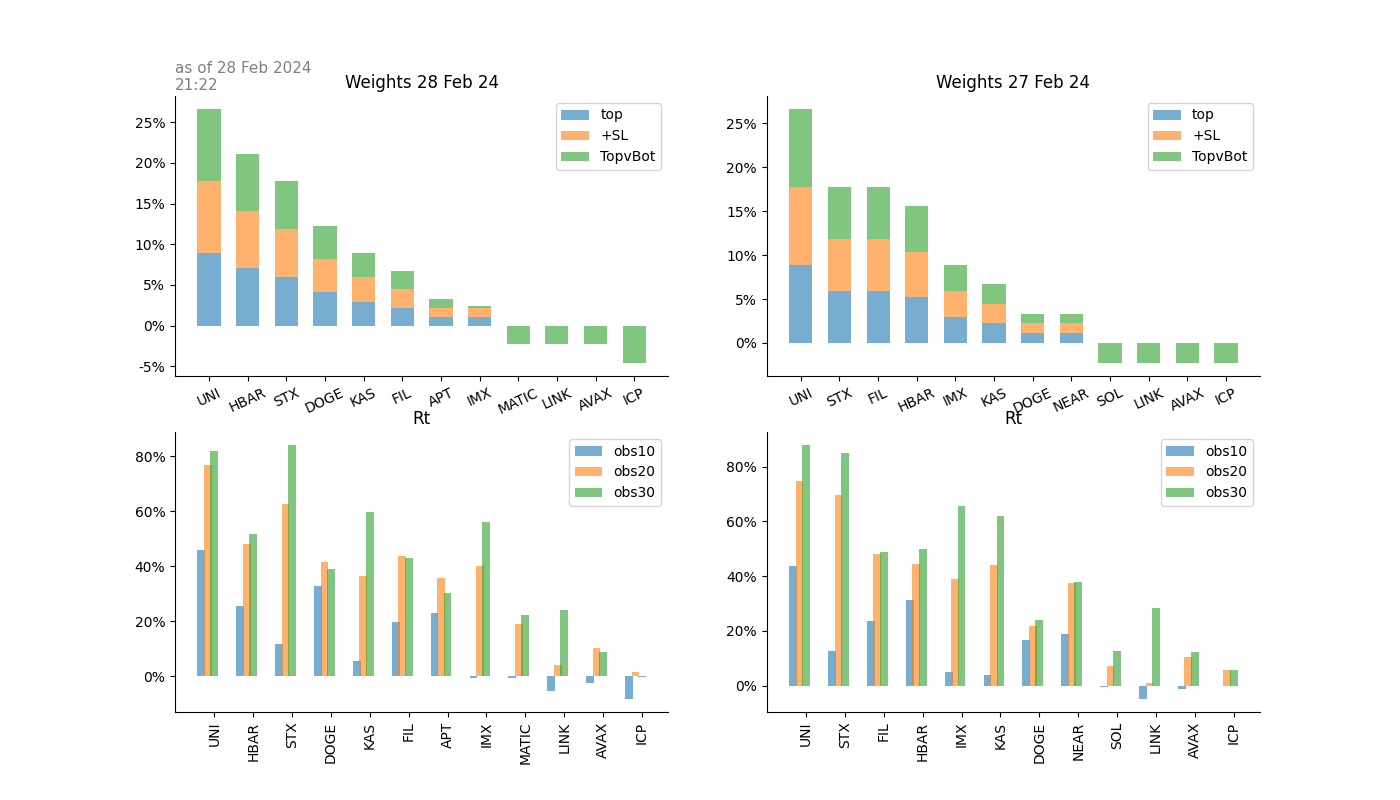 as of 28 Feb 2024
21:22
Weights 28 Feb 24
25%
20%
15%
10%
5%
0%
-5%
top
+SL
TopvBot
UNI HBAR STX DOGE KAS FIL APT IMX MATIC LINK AVAX ICP
Weights 27 Feb 24
25%
20%
15%
10%
5%
0%
top
+SL
TopvBot
UNI STX FIL HBAR IMX KAS DOGE NEAR SOL LINK AVAX ICP
Rt
80%
60%
40%
20%
0%
obs10
obs20
obs30
UNI HBAR STX DOGE KAS FIL APT IMX MATIC LINK AVAX ICP
Rt
80%
60%
40%
20%
0%
obs10
obs20
obs30
UNI STX FIL HBAR IMX KAS DOGE NEAR SOL LINK AVAX ICP